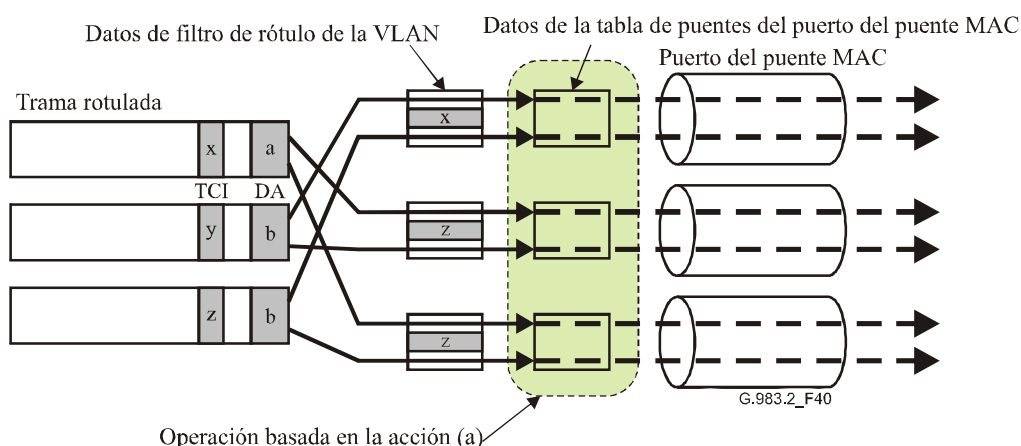 Datos de filtro de rótulo de la VLAN
Datos de la tabla de puentes del puerto del puente MAC
Puerto del puente MAC
Trama rotulada
x
a
x
TCI
DA
y
b
z
z
b
z
G.983.2_F40
Operación basada en la acción (a)